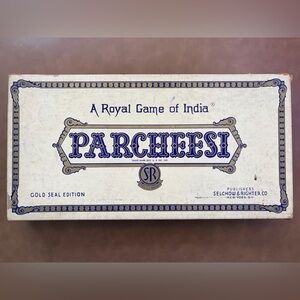 A Royal Game of India®
PARCHEESI
SR
GOLD SEAL EDITION
PUBLISHERS
SELCHOW & RIGHTER CO.
NEW YORK, N.Y.